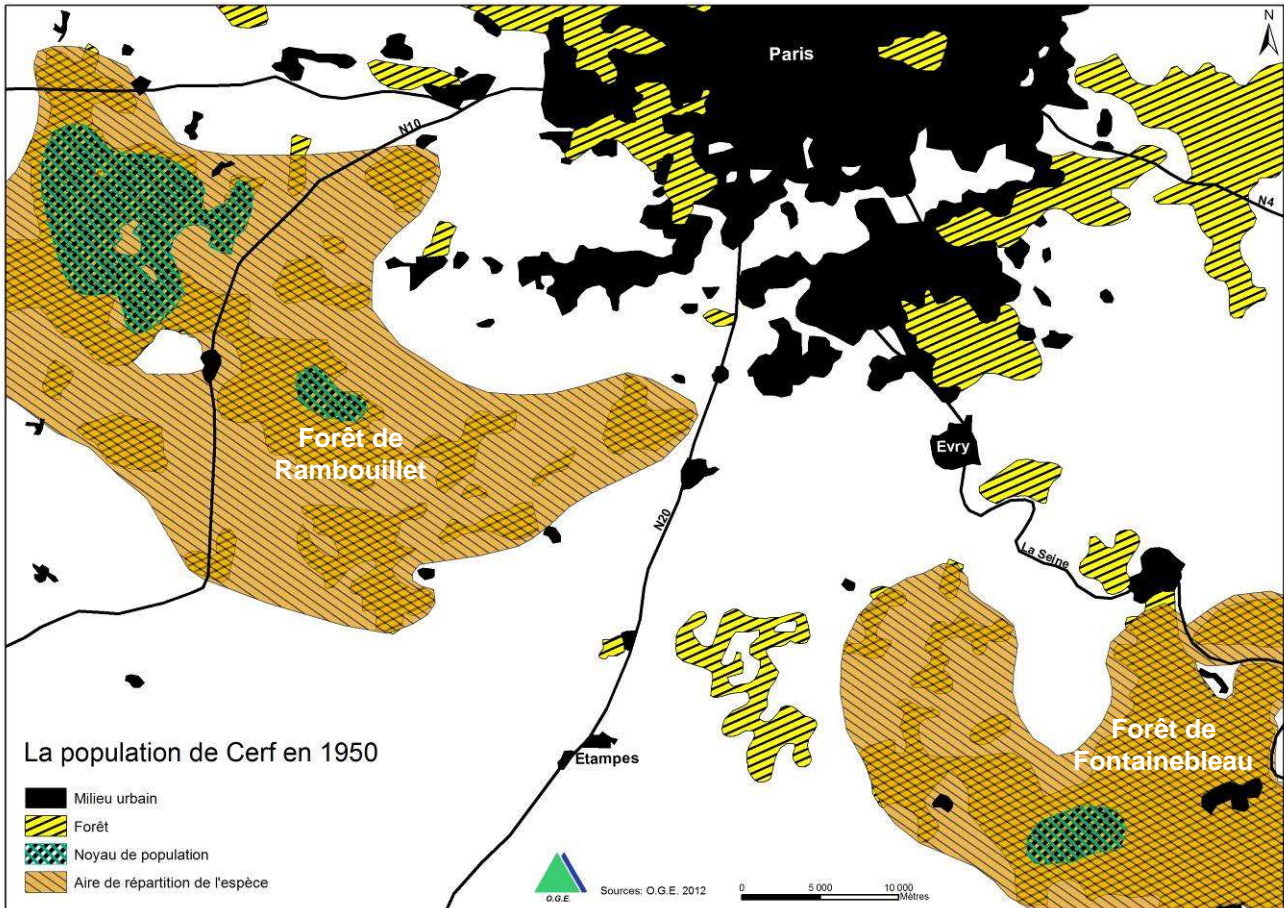 N
Paris
N10
N4
Forêt de
Rambouillet
Evry
N20
La Seine
Forêt de
Fontainebleau
Etampes
La population de Cerf en 1950
Milieu urbain
Forêt
Noyau de population
Aire de répartition de l'espèce
O.G.E.
Sources: O.G.E. 2012
0 5 000 10 000
Mètres